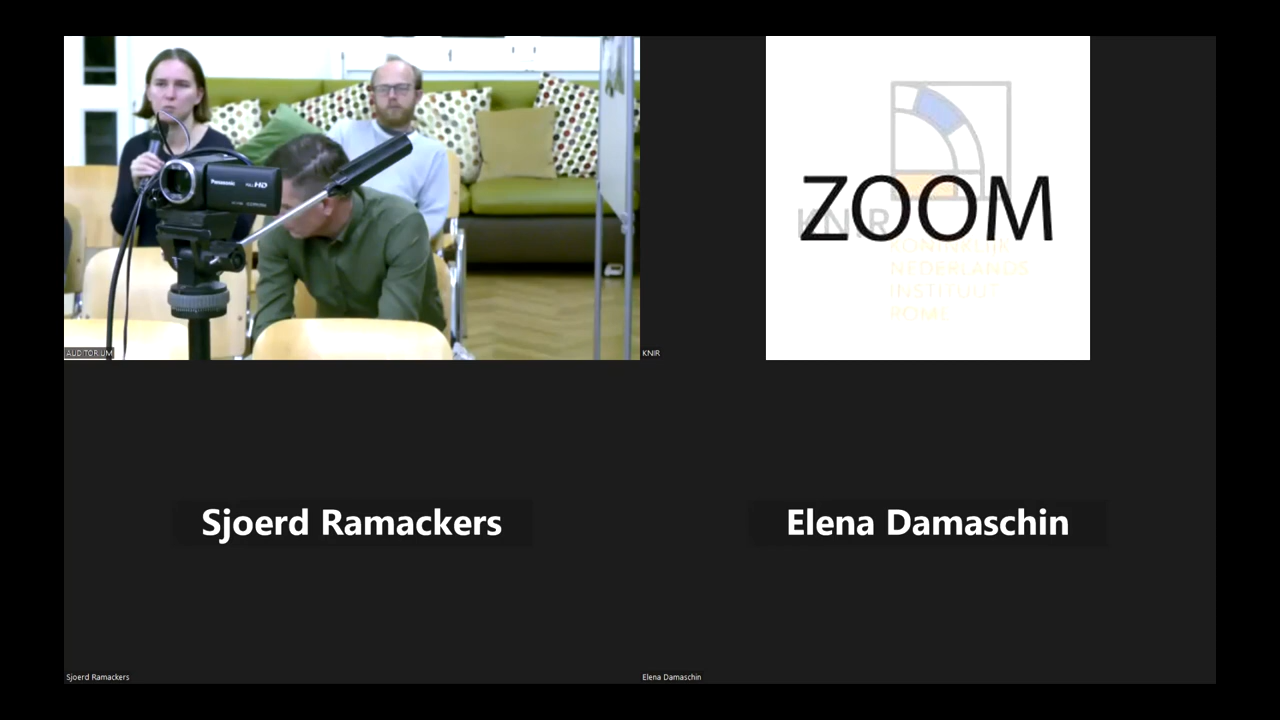 Panasonic
FULL HD
AUDITORIUM
ZOOM
KNIR
KONINKLIJK
NEDERLANDS
INSTITUUT
ROME
KNIR
Sjoerd Ramackers
Elena Damaschin
Sjoerd Ramackers
Elena Damaschin